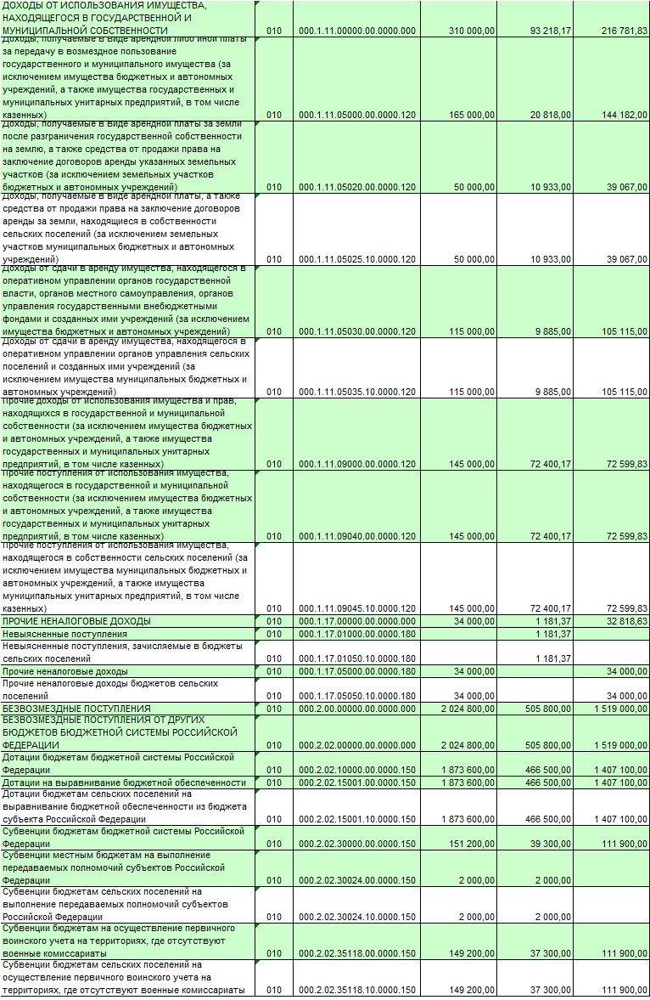 ДОХОДЫ ОТ ИСПОЛЬЗОВАНИЯ ИМУЩЕСТВА,
НАХОДЯЩЕГОСЯ В ГОСУДАРСТВЕННОЙ И
МУНИЦИПАЛЬНОЙ СОБСТВЕННОСТИ 010 000.1.11.00000.00.0000.000 310 000,00 93 218,17 216 781,83
Доходы, получаемые в виде арендной либо иной платы
за передачу в возмездное пользование
государственного и муниципального имущества (за
исключением имущества бюджетных и автономных
учреждений, а также имущества государственных и
муниципальных унитарных предприятий, в том числе
казенных) 010 000.1.11.05000.00.0000.120 165 000,00 20 818,00 144 182,00
Доходы, получаемые в виде арендной платы за земли
после разграничения государственной собственности
на землю, а также средства от продажи права на
заключение договоров аренды указанных земельных
участков (за исключением земельных участков
бюджетных и автономных учреждений) 010 000.1.11.05020.00.0000.120 50 000,00 10 933,00 39 067,00
Доходы, получаемые в виде арендной платы, а также
средства от продажи права на заключение договоров
аренды за земли, находящиеся в собственности
сельских поселений (за исключением земельных
участков муниципальных бюджетных и автономных
учреждений) 010 000.1.11.05025.10.0000.120 50 000,00 10 933,00 39 067,00
Доходы от сдачи в аренду имущества, находящегося в
оперативном управлении органов государственной
власти, органов местного самоуправления, органов
управления государственными внебюджетными
фондами и созданных ими учреждений (за исключением
имущества бюджетных и автономных учреждений) 010 000.1.11.05030.00.0000.120 115 000,00 9 885,00 105 115,00
Доходы от сдачи в аренду имущества, находящегося в
оперативном управлении органов управления сельских
поселений и созданных ими учреждений (за
исключением имущества муниципальных бюджетных и
автономных учреждений) 010 000.1.11.05035.10.0000.120 115 000,00 9 885,00 105 115,00
Прочие доходы от использования имущества и прав,
находящихся в государственной и муниципальной
собственности (за исключением имущества бюджетных
и автономных учреждений, а также имущества
государственных и муниципальных унитарных
предприятий, в том числе казенных) 010 000.1.11.09000.00.0000.120 145 000,00 72 400,17 72 599,83
Прочие поступления от использования имущества,
находящегося в государственной и муниципальной
собственности (за исключением имущества бюджетных
и автономных учреждений, а также имущества
государственных и муниципальных унитарных
предприятий, в том числе казенных) 010 000.1.11.09040.00.0000.120 145 000,00 72 400,17 72 599,83
Прочие поступления от использования имущества,
находящегося в собственности сельских поселений (за
исключением имущества муниципальных бюджетных и
автономных учреждений, а также имущества
муниципальных унитарных предприятий, в том числе
казенных) 010 000.1.11.09045.10.0000.120 145 000,00 72 400,17 72 599,83
ПРОЧИЕ НЕНАЛОГОВЫЕ ДОХОДЫ 010 000.1.17.00000.00.0000.000 34 000,00 1 181,37 32 818,63
Невыясненные поступления 010 000.1.17.01000.00.0000.180 1 181,37
Невыясненные поступления, зачисляемые в бюджеты
сельских поселений 010 000.1.17.01050.10.0000.180 1 181,37
Прочие неналоговые доходы 010 000.1.17.05000.00.0000.180 34 000,00 34 000,00
Прочие неналоговые доходы бюджетов сельских
поселений 010 000.1.17.05050.10.0000.180 34 000,00 34 000,00
БЕЗВОЗМЕЗДНЫЕ ПОСТУПЛЕНИЯ 010 000.2.00.00000.00.0000.000 2 024 800,00 505 800,00 1 519 000,00
БЕЗВОЗМЕЗДНЫЕ ПОСТУПЛЕНИЯ ОТ ДРУГИХ
БЮДЖЕТОВ БЮДЖЕТНОЙ СИСТЕМЫ РОССИЙСКОЙ
ФЕДЕРАЦИИ 010 000.2.02.00000.00.0000.000 2 024 800,00 505 800,00 1 519 000,00
Дотации бюджетам бюджетной системы Российской
Федерации 010 000.2.02.10000.00.0000.150 1 873 600,00 466 500,00 1 407 100,00
Дотации на выравнивание бюджетной обеспеченности 010 000.2.02.15001.00.0000.150 1 873 600,00 466 500,00 1 407 100,00
Дотации бюджетам сельских поселений на
выравнивание бюджетной обеспеченности из бюджета
субъекта Российской Федерации 010 000.2.02.15001.10.0000.150 1 873 600,00 466 500,00 1 407 100,00
Субвенции бюджетам бюджетной системы Российской
Федерации 010 000.2.02.30000.00.0000.150 151 200,00 39 300,00 111 900,00
Субвенции местным бюджетам на выполнение
передаваемых полномочий субъектов Российской
Федерации 010 000.2.02.30024.00.0000.150 2 000,00 2 000,00
Субвенции бюджетам сельских поселений на
выполнение передаваемых полномочий субъектов
Российской Федерации 010 000.2.02.30024.10.0000.150 2 000,00 2 000,00
Субвенции бюджетам на осуществление первичного
воинского учета на территориях, где отсутствуют
военные комиссариаты 010 000.2.02.35118.00.0000.150 149 200,00 37 300,00 111 900,00
Субвенции бюджетам сельских поселений на
осуществление первичного воинского учета на
территориях, где отсутствуют военные комиссариаты 010 000.2.02.35118.10.0000.150 149 200,00 37 300,00 111 900,00